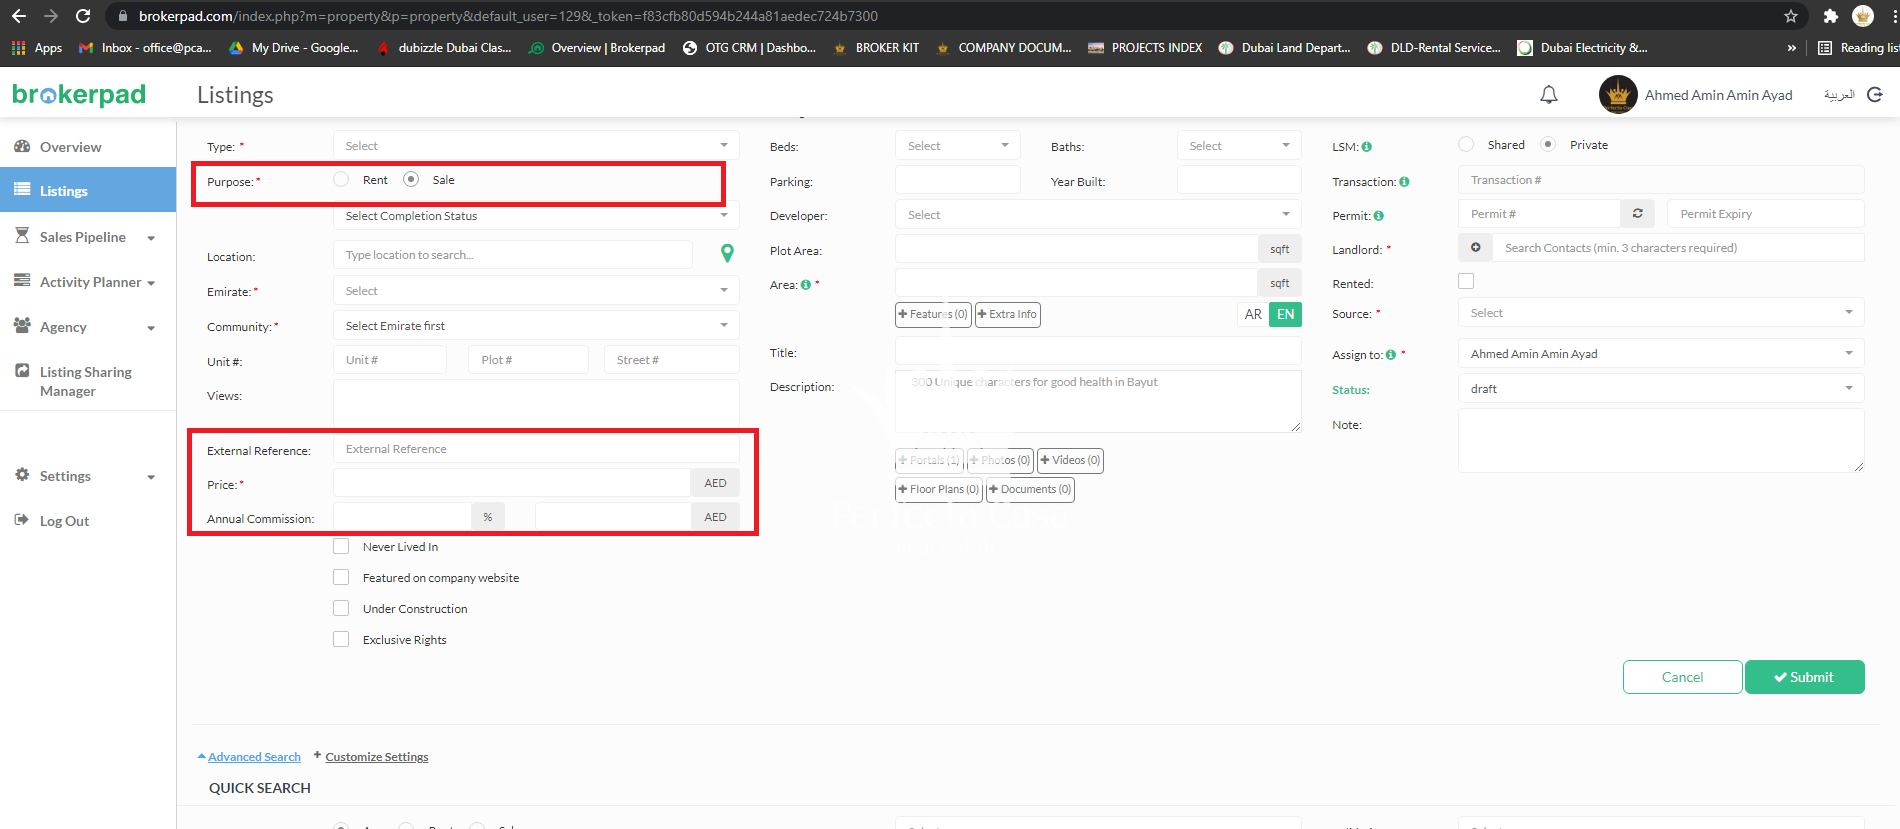 brokerpad.com/index.php?m=property&p=property&default_user=129&_token=f83cfb80d594b244a81aedec724b7300
Apps
Inbox - office@pca...
My Drive - Google...
dubizzle Dubai Clas...
Overview | Brokerpad
OTG CRM | Dashbo...
BROKER KIT
COMPANY DOCUM...
PROJECTS INDEX
Dubai Land Depart...
DLD-Rental Service...
Dubai Electricity &...
»
Reading lis
brokerpad
Listings
Ahmed Amin Amin Ayad
العربية
Overview
Listings
Sales Pipeline
Activity Planner
Agency
Listing Sharing
Manager
Settings
Log Out
Type: *
Select
Purpose: *
Rent
Sale
Select Completion Status
Location:
Type location to search...
Emirate: *
Select
Community: *
Select Emirate first
Unit #:
Unit #
Plot #
Street #
Views:
External Reference:
External Reference
Price: *
AED
Annual Commission:
%
AED
Never Lived In
Featured on company website
Under Construction
Exclusive Rights
Beds:
Select
Baths:
Select
Parking:
Year Built:
Developer:
Select
Plot Area:
sqft
Area: *
sqft
Features (0)
Extra Info
AR
EN
Title:
Description:
300 Unique characters for good health in Bayut
Portals (1)
Photos (0)
Videos (0)
Floor Plans (0)
Documents (0)
Perfecta Casa
LSM:
Shared
Private
Transaction:
Transaction #
Permit:
Permit #
Permit Expiry
Landlord: *
Search Contacts (min. 3 characters required)
Rented:
Source: *
Select
Assign to: *
Ahmed Amin Amin Ayad
Status:
draft
Note:
Cancel
Submit
Advanced Search
+ Customize Settings
QUICK SEARCH